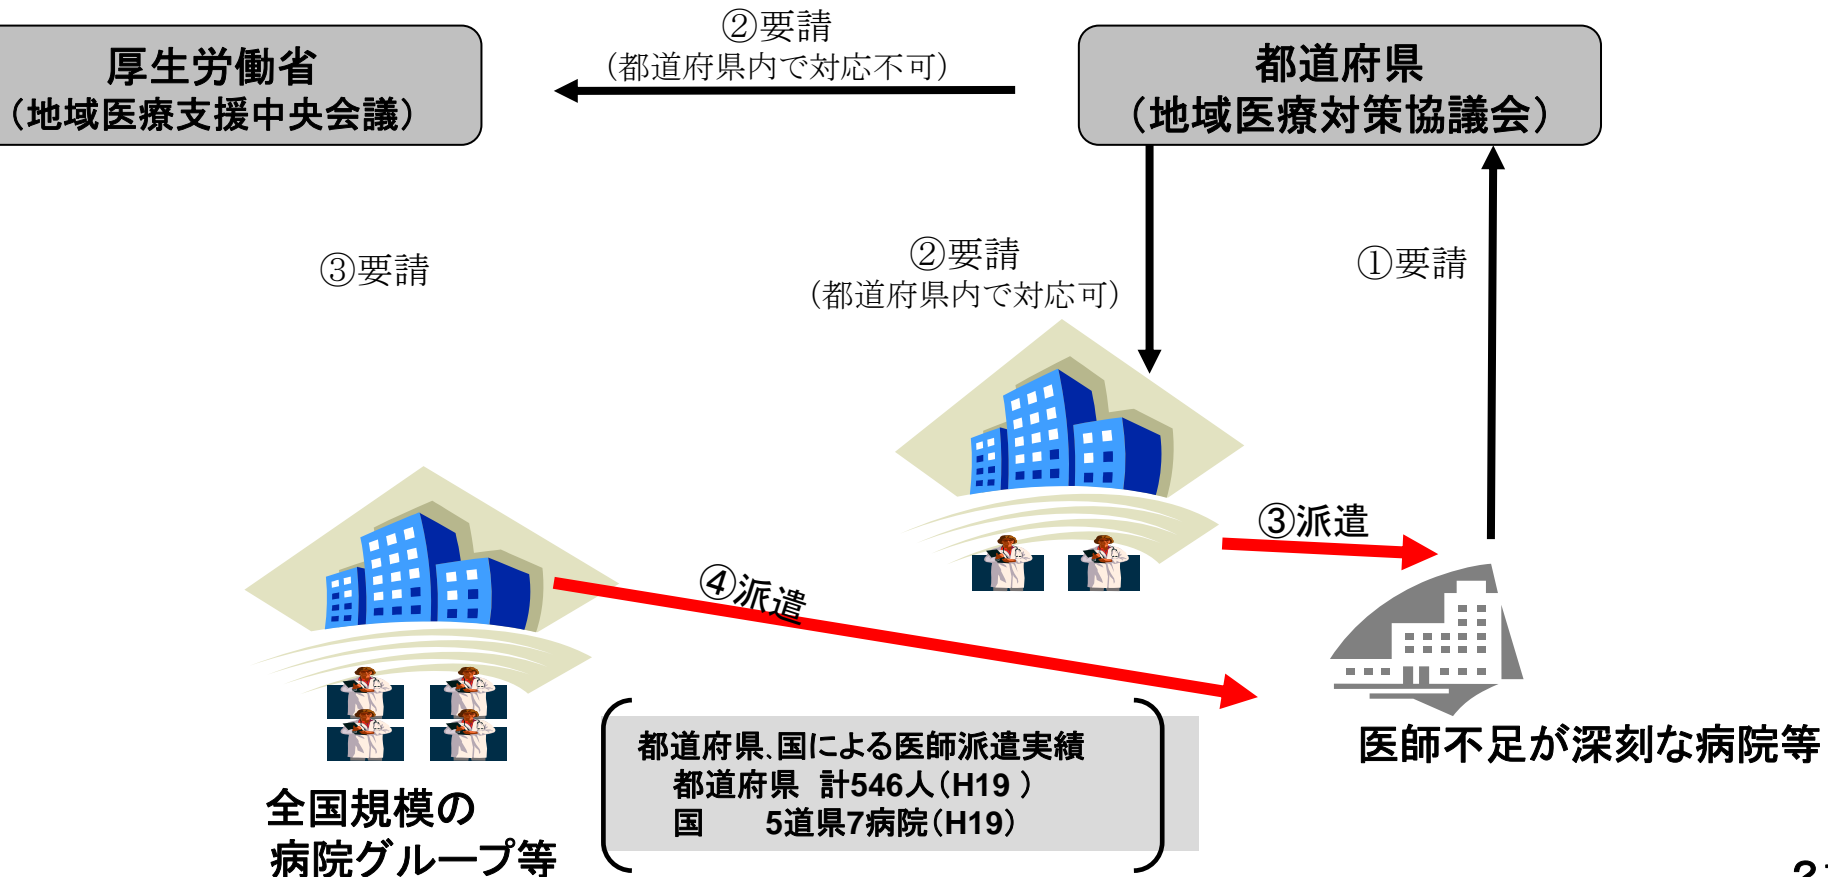 ②要請
（都道府県内で対応不可）
厚生労働省
（地域医療支援中央会議）
都道府県
（地域医療対策協議会）
③要請
②要請
（都道府県内で対応可）
①要請
③派遣
④派遣
都道府県、国による医師派遣実績
都道府県 計546人（H19 ）
国 5道県7病院（H19）
医師不足が深刻な病院等
全国規模の
病院グループ等